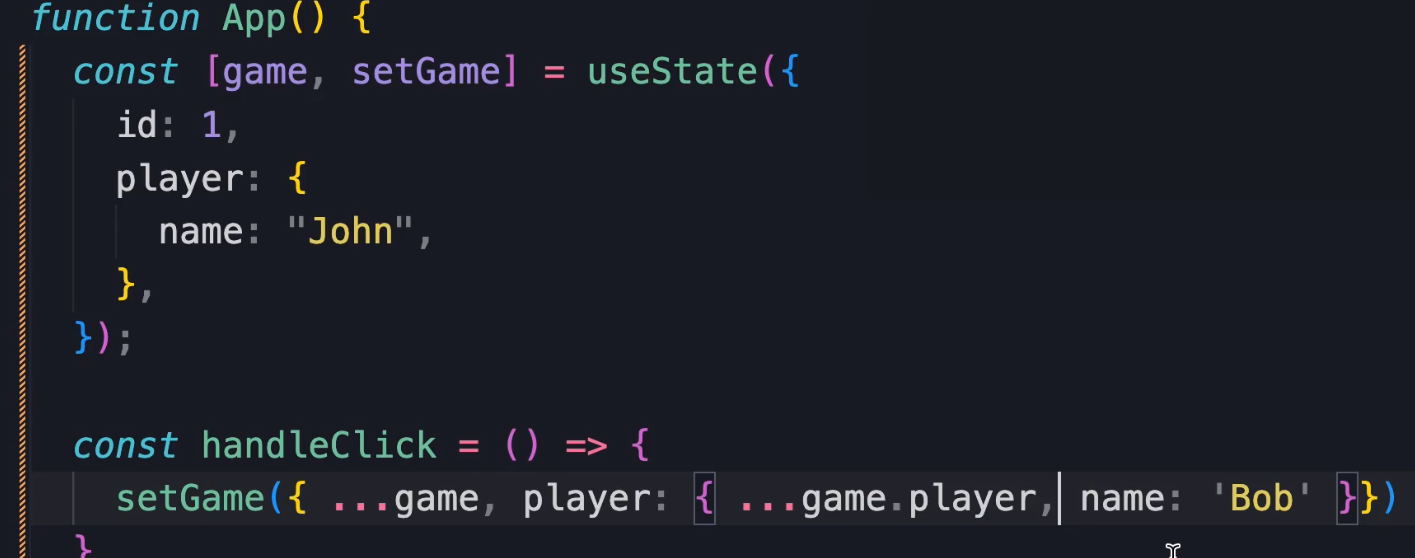 function App() {
  const [game, setGame] = useState({
    id: 1,
    player: {
      name: "John",
    },
  });

  const handleClick = () => {
    setGame({ ...game, player: { ...game.player, name: 'Bob' }})
  }